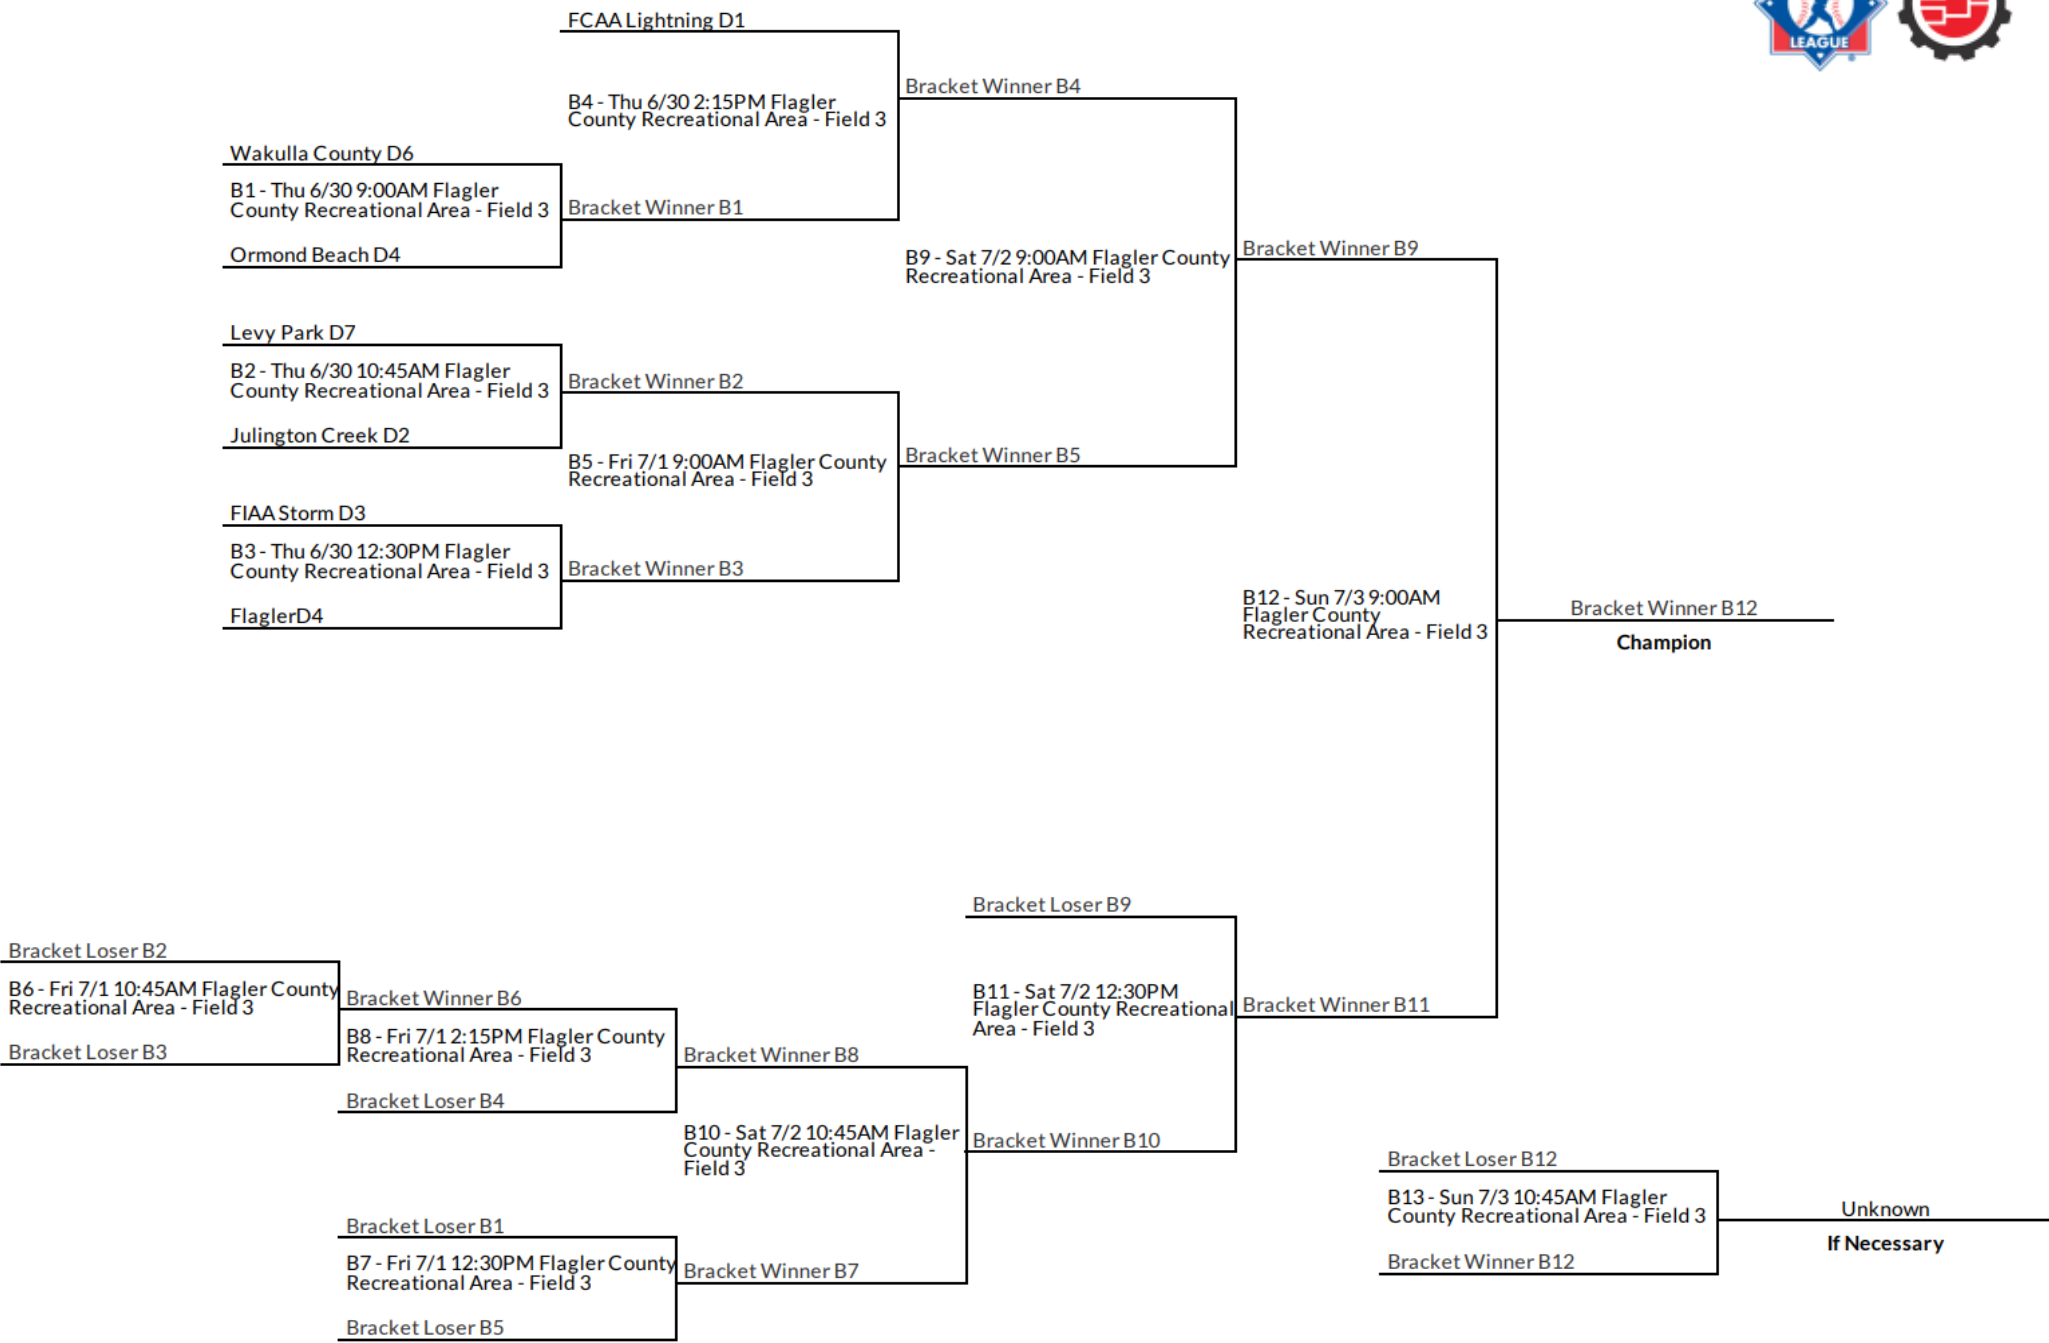 LEAGUE
FCAA Lightning D1
Bracket Winner B4
B4 - Thu 6/30 2:15PM Flagler
County Recreational Area - Field 3
Wakulla County D6
B1 - Thu 6/30 9:00AM Flagler
County Recreational Area - Field 3
Bracket Winner B1
Ormond Beach D4
B9 - Sat 7/2 9:00AM Flagler County
Recreational Area - Field 3
Bracket Winner B9
Levy Park D7
B2 - Thu 6/30 10:45AM Flagler
County Recreational Area - Field 3
Bracket Winner B2
Julington Creek D2
B5 - Fri 7/1 9:00AM Flagler County
Recreational Area - Field 3
Bracket Winner B5
FIAA Storm D3
B3 - Thu 6/30 12:30PM Flagler
County Recreational Area - Field 3
Bracket Winner B3
FlaglerD4
B12 - Sun 7/3 9:00AM
Flagler County
Recreational Area - Field 3
Bracket Winner B12
Champion
Bracket Loser B9
Bracket Loser B2
B6 - Fri 7/1 10:45AM Flagler County
Recreational Area - Field 3
Bracket Winner B6
Bracket Loser B3
B8 - Fri 7/1 2:15PM Flagler County
Recreational Area - Field 3
Bracket Winner B8
Bracket Loser B4
B11 - Sat 7/2 12:30PM
Flagler County Recreational
Area - Field 3
Bracket Winner B11
B10 - Sat 7/2 10:45AM Flagler
County Recreational Area -
Field 3
Bracket Winner B10
Bracket Loser B1
B7 - Fri 7/1 12:30PM Flagler County
Recreational Area - Field 3
Bracket Winner B7
Bracket Loser B5
Bracket Loser B12
B13 - Sun 7/3 10:45AM Flagler
County Recreational Area - Field 3
Unknown
If Necessary
Bracket Winner B12